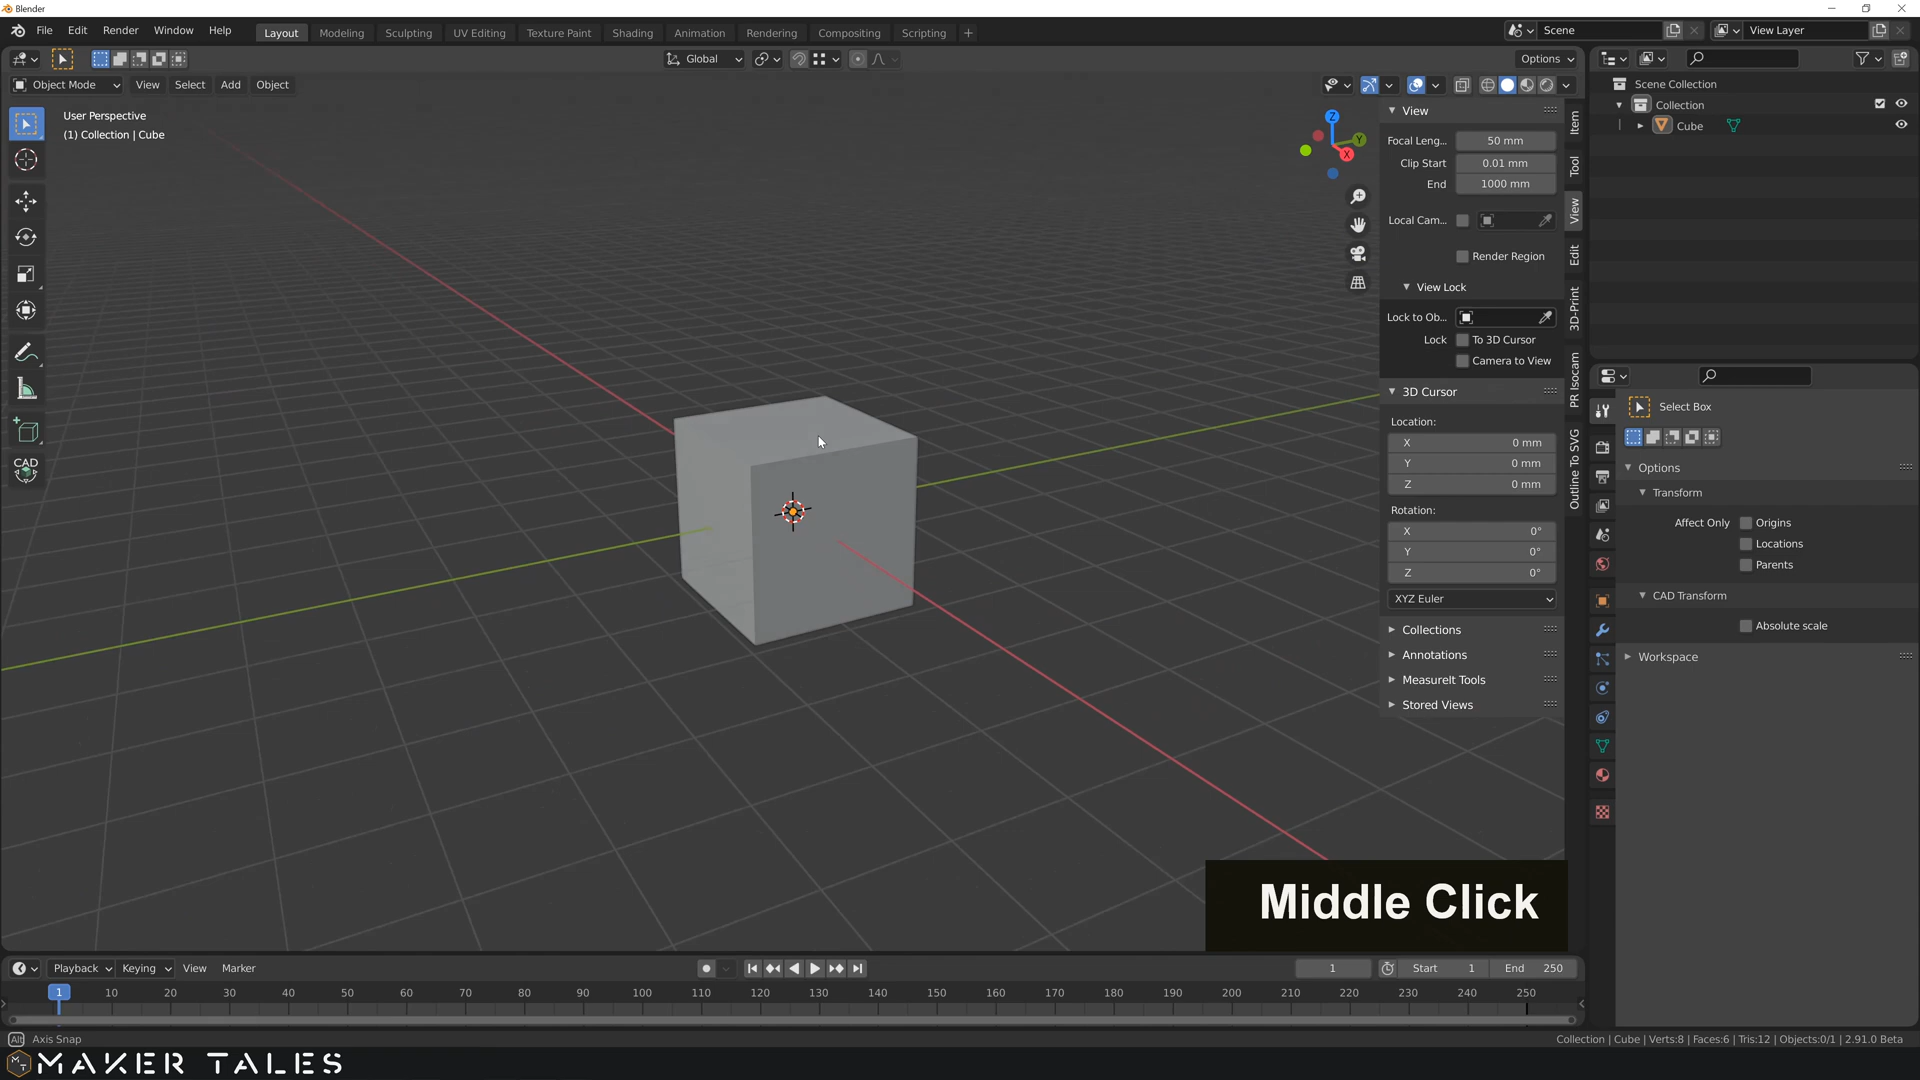 Blender
File Edit Render Window Help
Layout Modeling Sculpting UV Editing Texture Paint Shading Animation Rendering Compositing Scripting +
Scene
View Layer
Global
Options
Object Mode View Select Add Object
User Perspective
(1) Collection | Cube
Z
Y
X
View
Focal Leng... 50 mm
Clip Start 0.01 mm
End 1000 mm
Local Cam...
Render Region
View Lock
Lock to Ob...
Lock To 3D Cursor
Camera to View
3D Cursor
Location:
X 0 mm
Y 0 mm
Z 0 mm
Rotation:
X 0°
Y 0°
Z 0°
XYZ Euler
Collections
Annotations
MeasureIt Tools
Stored Views
Item
Tool
View
Edit
3D-Print
PR Isocam
Outline To SVG
CAD
Scene Collection
Collection
Cube
Select Box
Options
Transform
Affect Only Origins
Locations
Parents
CAD Transform
Absolute scale
Workspace
Middle Click
Playback Keying View Marker
1 Start 1 End 250
1 10 20 30 40 50 60 70 80 90 100 110 120 130 140 150 160 170 180 190 200 210 220 230 240 250
Alt Axis Snap
Collection | Cube | Verts:8 | Faces:6 | Tris:12 | Objects:0/1 | 2.91.0 Beta
MT MAKER TALES